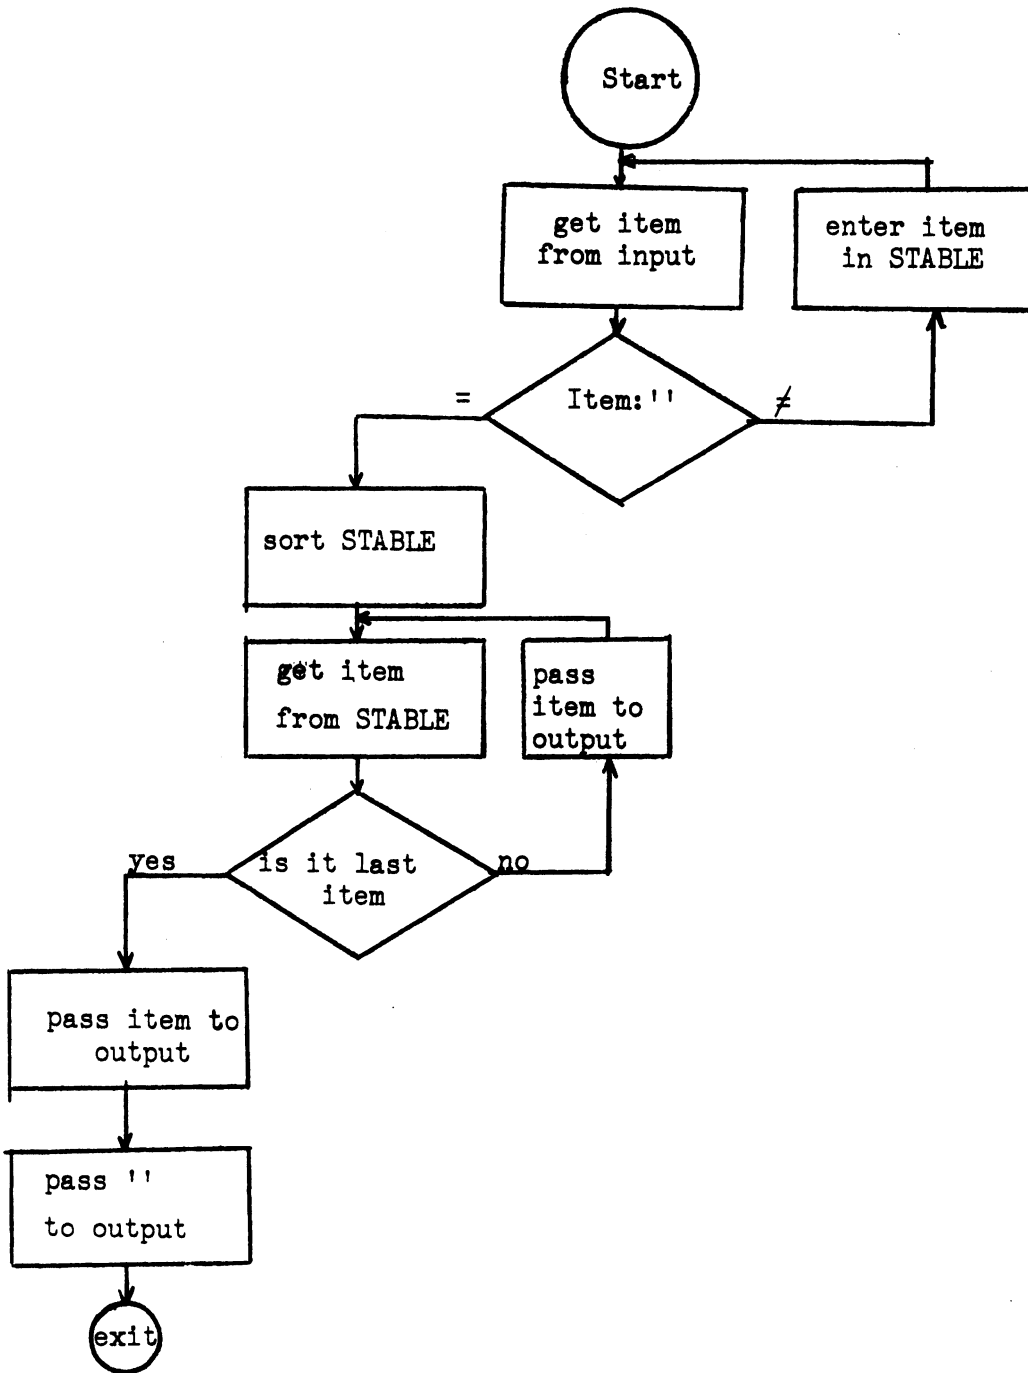 Start
get item
from input
enter item
in STABLE
Item:''
=
≠
sort STABLE
get item
from STABLE
pass
item to
output
yes
is it last
item
no
pass item to
output
pass ''
to output
exit